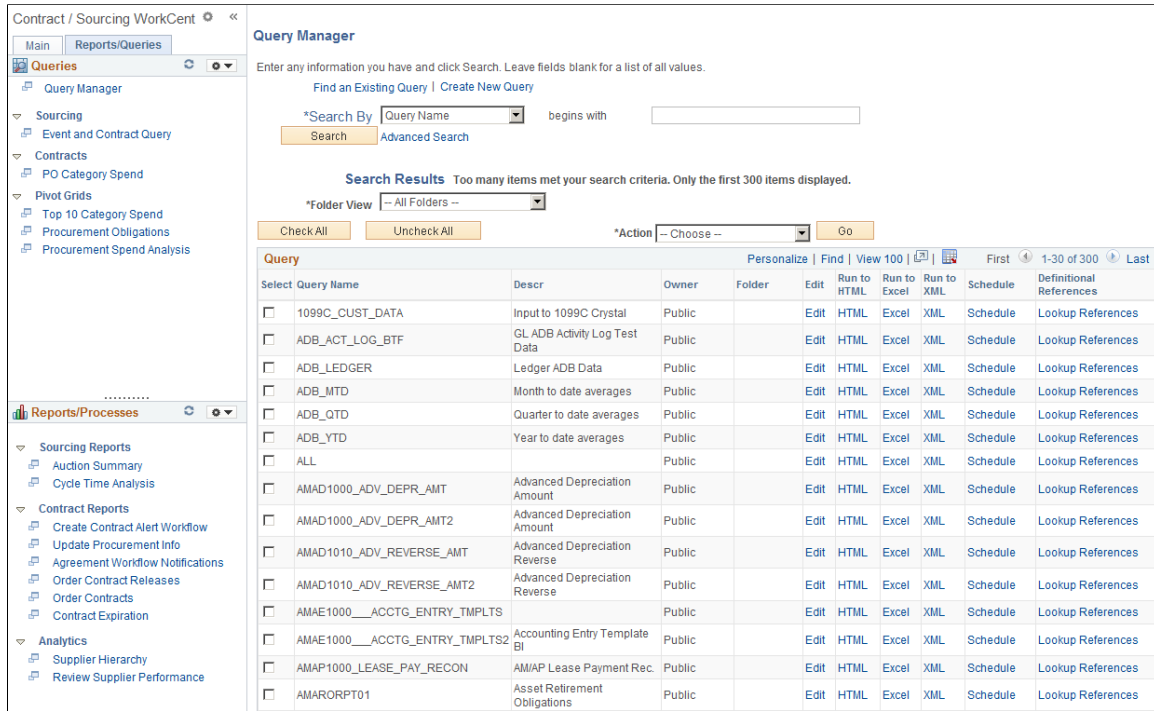 Contract / Sourcing WorkCent «
Main Reports/Queries
Queries
Query Manager
Sourcing
Event and Contract Query
Contracts
PO Category Spend
Pivot Grids
Top 10 Category Spend
Procurement Obligations
Procurement Spend Analysis
Reports/Processes
Sourcing Reports
Auction Summary
Cycle Time Analysis
Contract Reports
Create Contract Alert Workflow
Update Procurement Info
Agreement Workflow Notifications
Order Contract Releases
Order Contracts
Contract Expiration
Analytics
Supplier Hierarchy
Review Supplier Performance
Query Manager
Enter any information you have and click Search. Leave fields blank for a list of all values.
Find an Existing Query | Create New Query
*Search By Query Name begins with
Search Advanced Search
Search Results Too many items met your search criteria. Only the first 300 items displayed.
*Folder View -- All Folders --
Check All Uncheck All *Action -- Choose -- Go
Query Personalize | Find | View 100 | | First 1-30 of 300 Last
Select Query Name Descr Owner Folder Edit Run to HTML Run to Excel Run to XML Schedule Definitional References
1099C_CUST_DATA Input to 1099C Crystal Public Edit HTML Excel XML Schedule Lookup References
ADB_ACT_LOG_BTF GL ADB Activity Log Test Data Public Edit HTML Excel XML Schedule Lookup References
ADB_LEDGER Ledger ADB Data Public Edit HTML Excel XML Schedule Lookup References
ADB_MTD Month to date averages Public Edit HTML Excel XML Schedule Lookup References
ADB_QTD Quarter to date averages Public Edit HTML Excel XML Schedule Lookup References
ADB_YTD Year to date averages Public Edit HTML Excel XML Schedule Lookup References
ALL Public Edit HTML Excel XML Schedule Lookup References
AMAD1000_ADV_DEPR_AMT Advanced Depreciation Amount Public Edit HTML Excel XML Schedule Lookup References
AMAD1000_ADV_DEPR_AMT2 Advanced Depreciation Amount Public Edit HTML Excel XML Schedule Lookup References
AMAD1010_ADV_REVERSE_AMT Advanced Depreciation Reverse Public Edit HTML Excel XML Schedule Lookup References
AMAD1010_ADV_REVERSE_AMT2 Advanced Depreciation Reverse Public Edit HTML Excel XML Schedule Lookup References
AMAE1000___ACCTG_ENTRY_TMPLTS Public Edit HTML Excel XML Schedule Lookup References
AMAE1000___ACCTG_ENTRY_TMPLTS2 Accounting Entry Template BI Public Edit HTML Excel XML Schedule Lookup References
AMAP1000_LEASE_PAY_RECON AM/AP Lease Payment Rec. Public Edit HTML Excel XML Schedule Lookup References
AMARORPT01 Asset Retirement Obligations Public Edit HTML Excel XML Schedule Lookup References